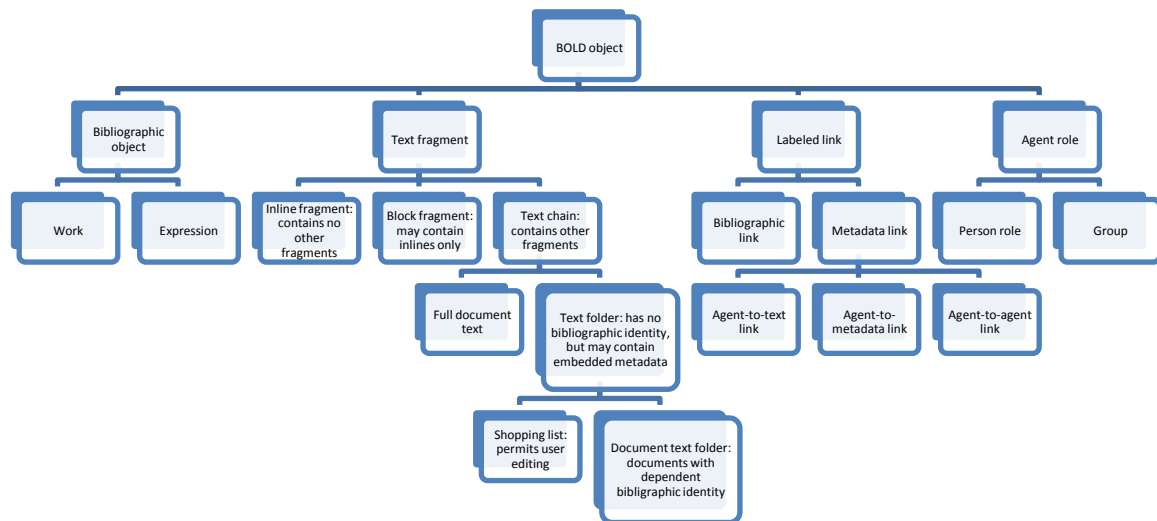 BOLD object
Bibliographic
object
Text fragment
Labeled link
Agent role
Work
Expression
Inline fragment:
contains no
other
fragments
Block fragment:
may contain
inlines only
Text chain:
contains other
fragments
Bibliographic
link
Metadata link
Person role
Group
Full document
text
Text folder: has no
bibliographic identity,
but may contain
embedded metadata
Agent-to-text
link
Agent-to-
metadata link
Agent-to-agent
link
Shopping list:
permits user
editing
Document text folder:
documents with
dependent
bibligraphic identity